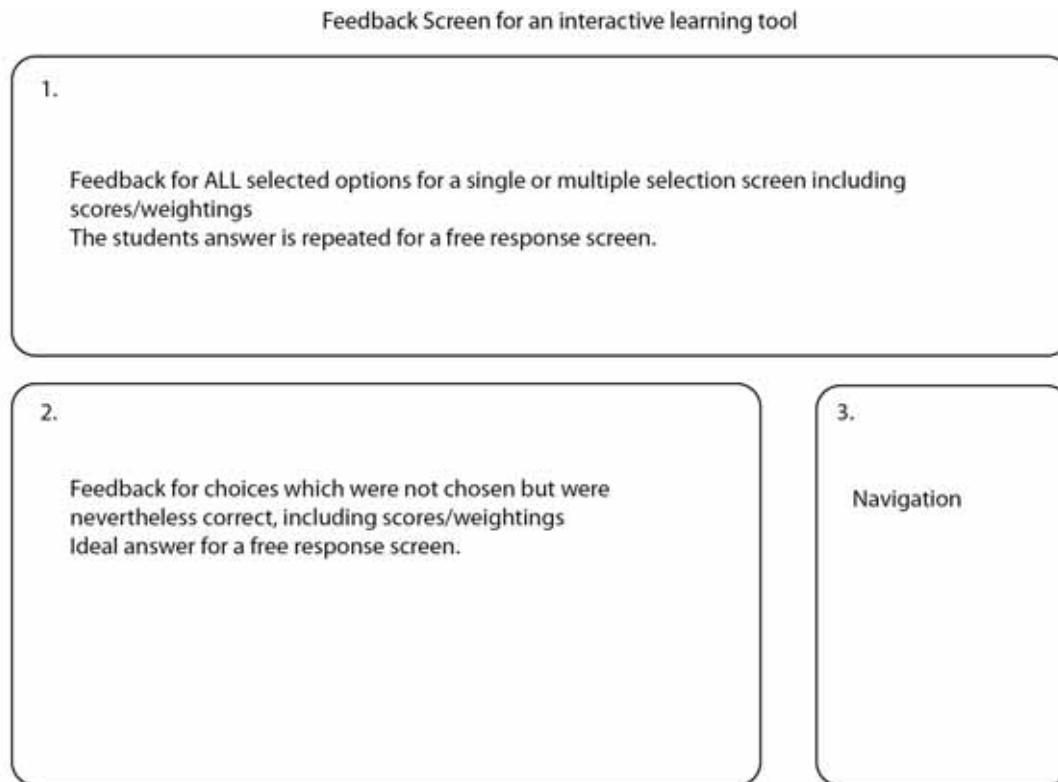 Feedback Screen for an interactive learning tool
1.
Feedback for ALL selected options for a single or multiple selection screen including
scores/weightings
The students answer is repeated for a free response screen.
2.
Feedback for choices which were not chosen but were
nevertheless correct, including scores/weightings
Ideal answer for a free response screen.
3.
Navigation